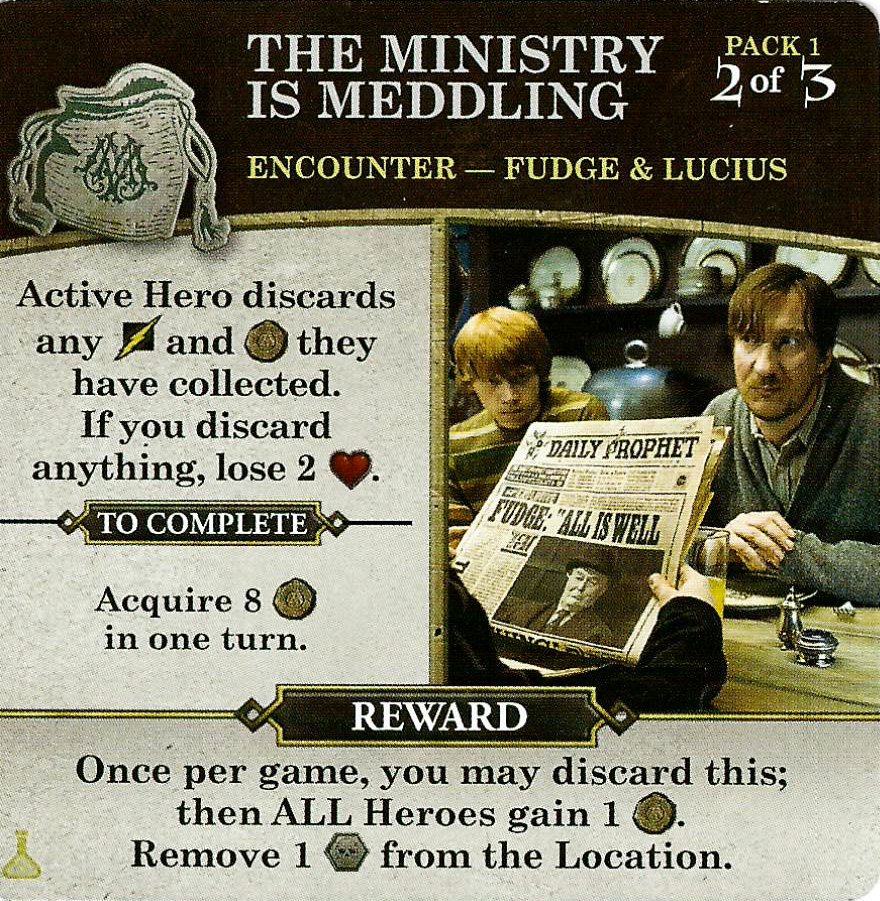 THE MINISTRY
IS MEDDLING
PACK 1
2 of 3
ENCOUNTER — FUDGE & LUCIUS
Active Hero discards
any and they
have collected.
If you discard
anything, lose 2 .
TO COMPLETE
Acquire 8
in one turn.
DAILY PROPHET
FUDGE: "ALL IS WELL
REWARD
Once per game, you may discard this;
then ALL Heroes gain 1 .
Remove 1 from the Location.